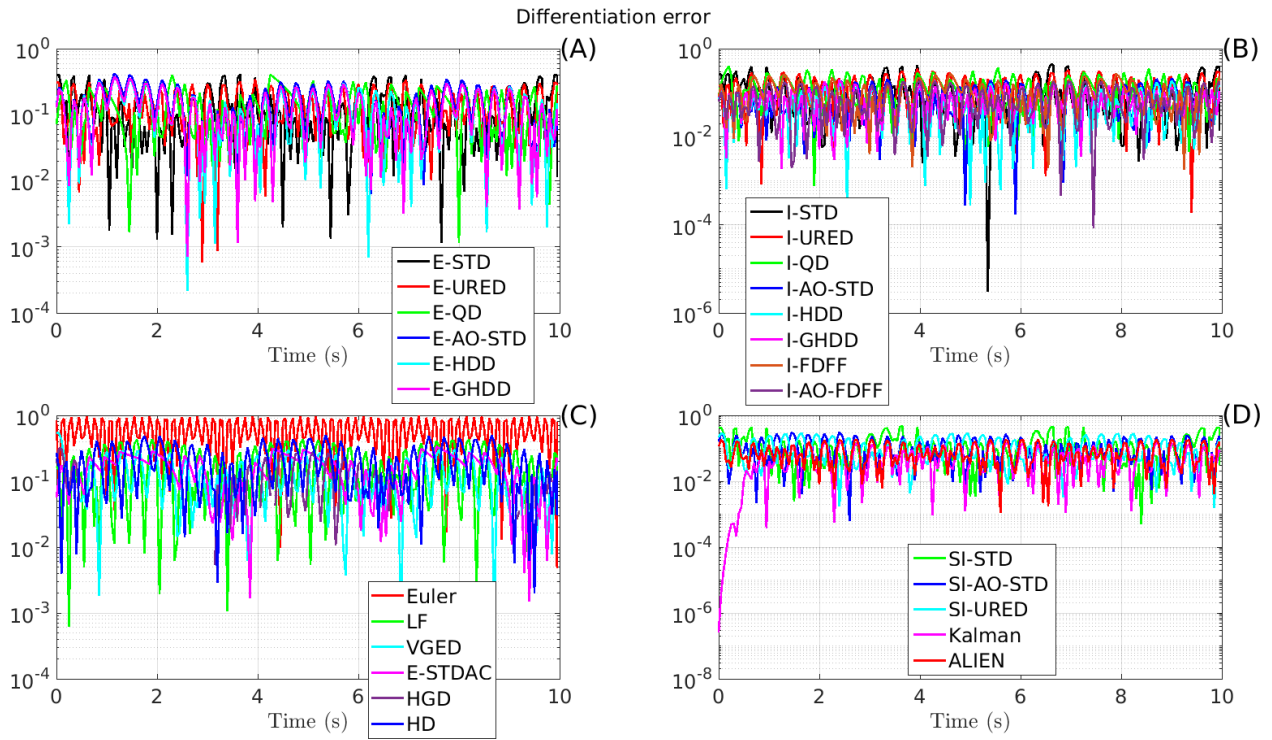 Differentiation error
(A)
10^0
10^-1
10^-2
10^-3
10^-4
0 2 4 6 8 10
Time (s)
E-STD
E-URED
E-QD
E-AO-STD
E-HDD
E-GHDD
(B)
10^0
10^-2
10^-4
10^-6
0 2 4 6 8 10
Time (s)
I-STD
I-URED
I-QD
I-AO-STD
I-HDD
I-GHDD
I-FDFF
I-AO-FDFF
(C)
10^0
10^-1
10^-2
10^-3
10^-4
0 2 4 6 8 10
Time (s)
Euler
LF
VGED
E-STDAC
HGD
HD
(D)
10^0
10^-2
10^-4
10^-6
10^-8
0 2 4 6 8 10
Time (s)
SI-STD
SI-AO-STD
SI-URED
Kalman
ALIEN